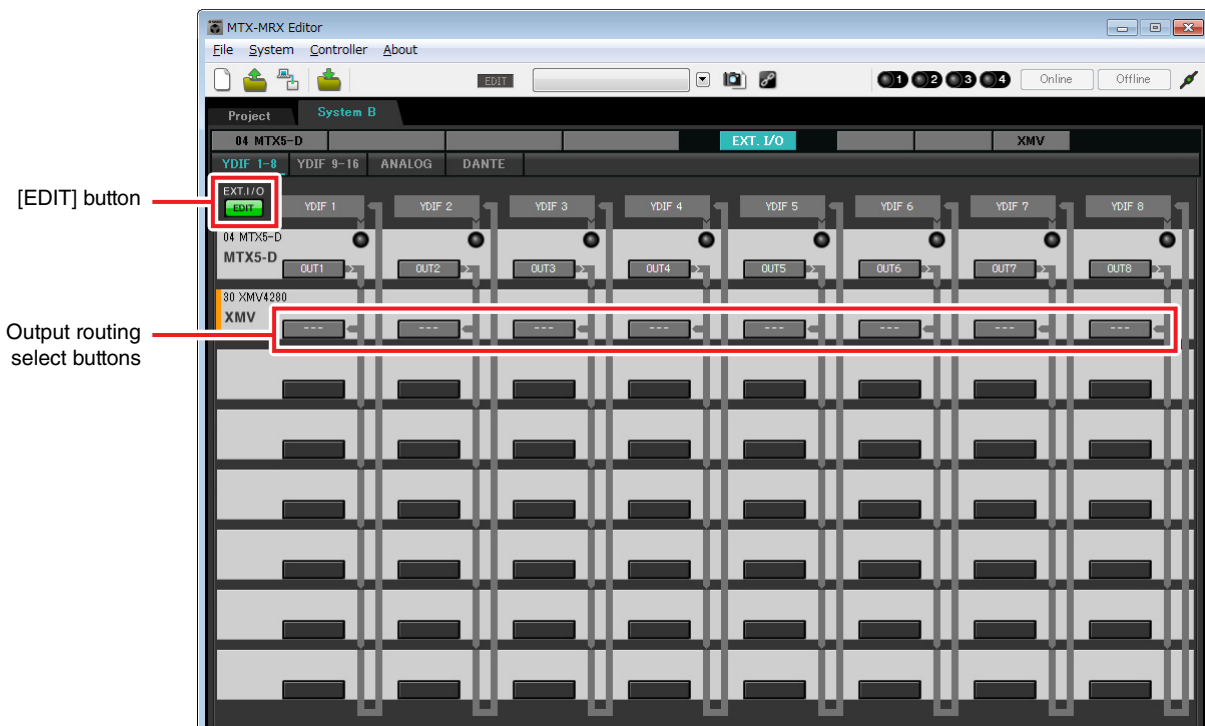 MTX-MRX Editor
File System Controller About
EDIT 1 2 3 4 Online Offline
Project System B
04 MTX5-D EXT. I/O XMV
YDIF 1-8 YDIF 9-16 ANALOG DANTE
[EDIT] button
EXT.I/O
EDIT YDIF 1 YDIF 2 YDIF 3 YDIF 4 YDIF 5 YDIF 6 YDIF 7 YDIF 8
04 MTX5-D
MTX5-D OUT1 OUT2 OUT3 OUT4 OUT5 OUT6 OUT7 OUT8
30 XMV4280
XMV --- --- --- --- --- --- --- ---
Output routing
select buttons